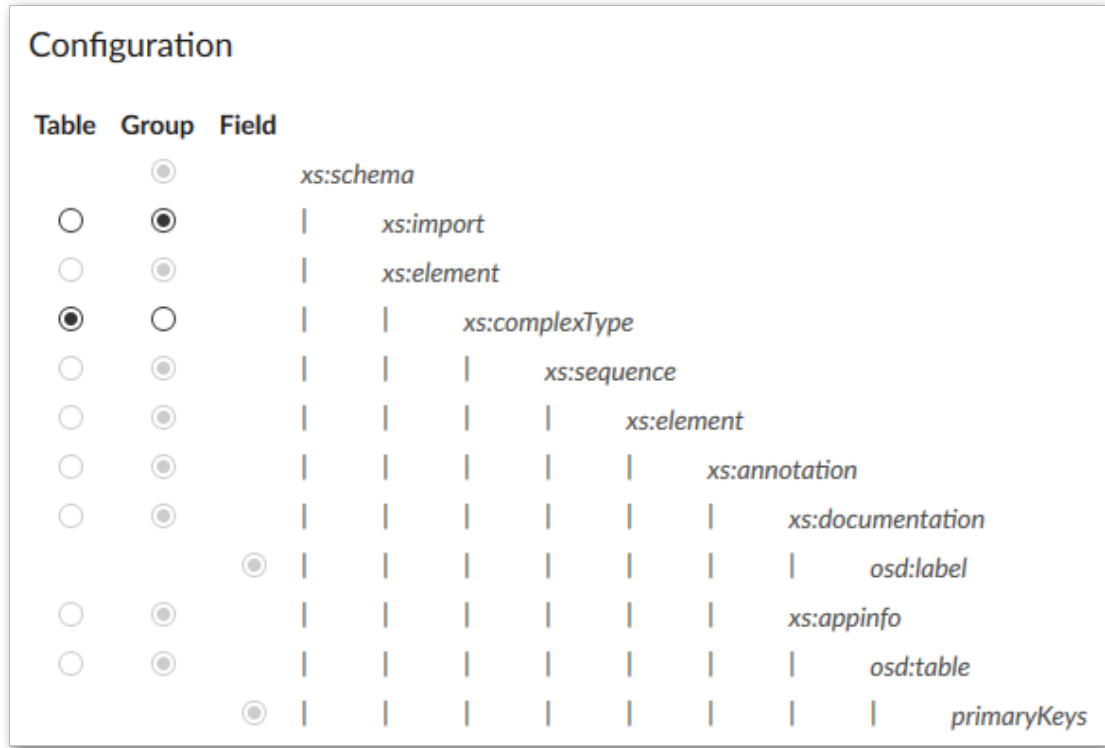 Configuration
Table Group Field
xs:schema
xs:import
xs:element
xs:complexType
xs:sequence
xs:element
xs:annotation
xs:documentation
osd:label
xs:appinfo
osd:table
primaryKeys